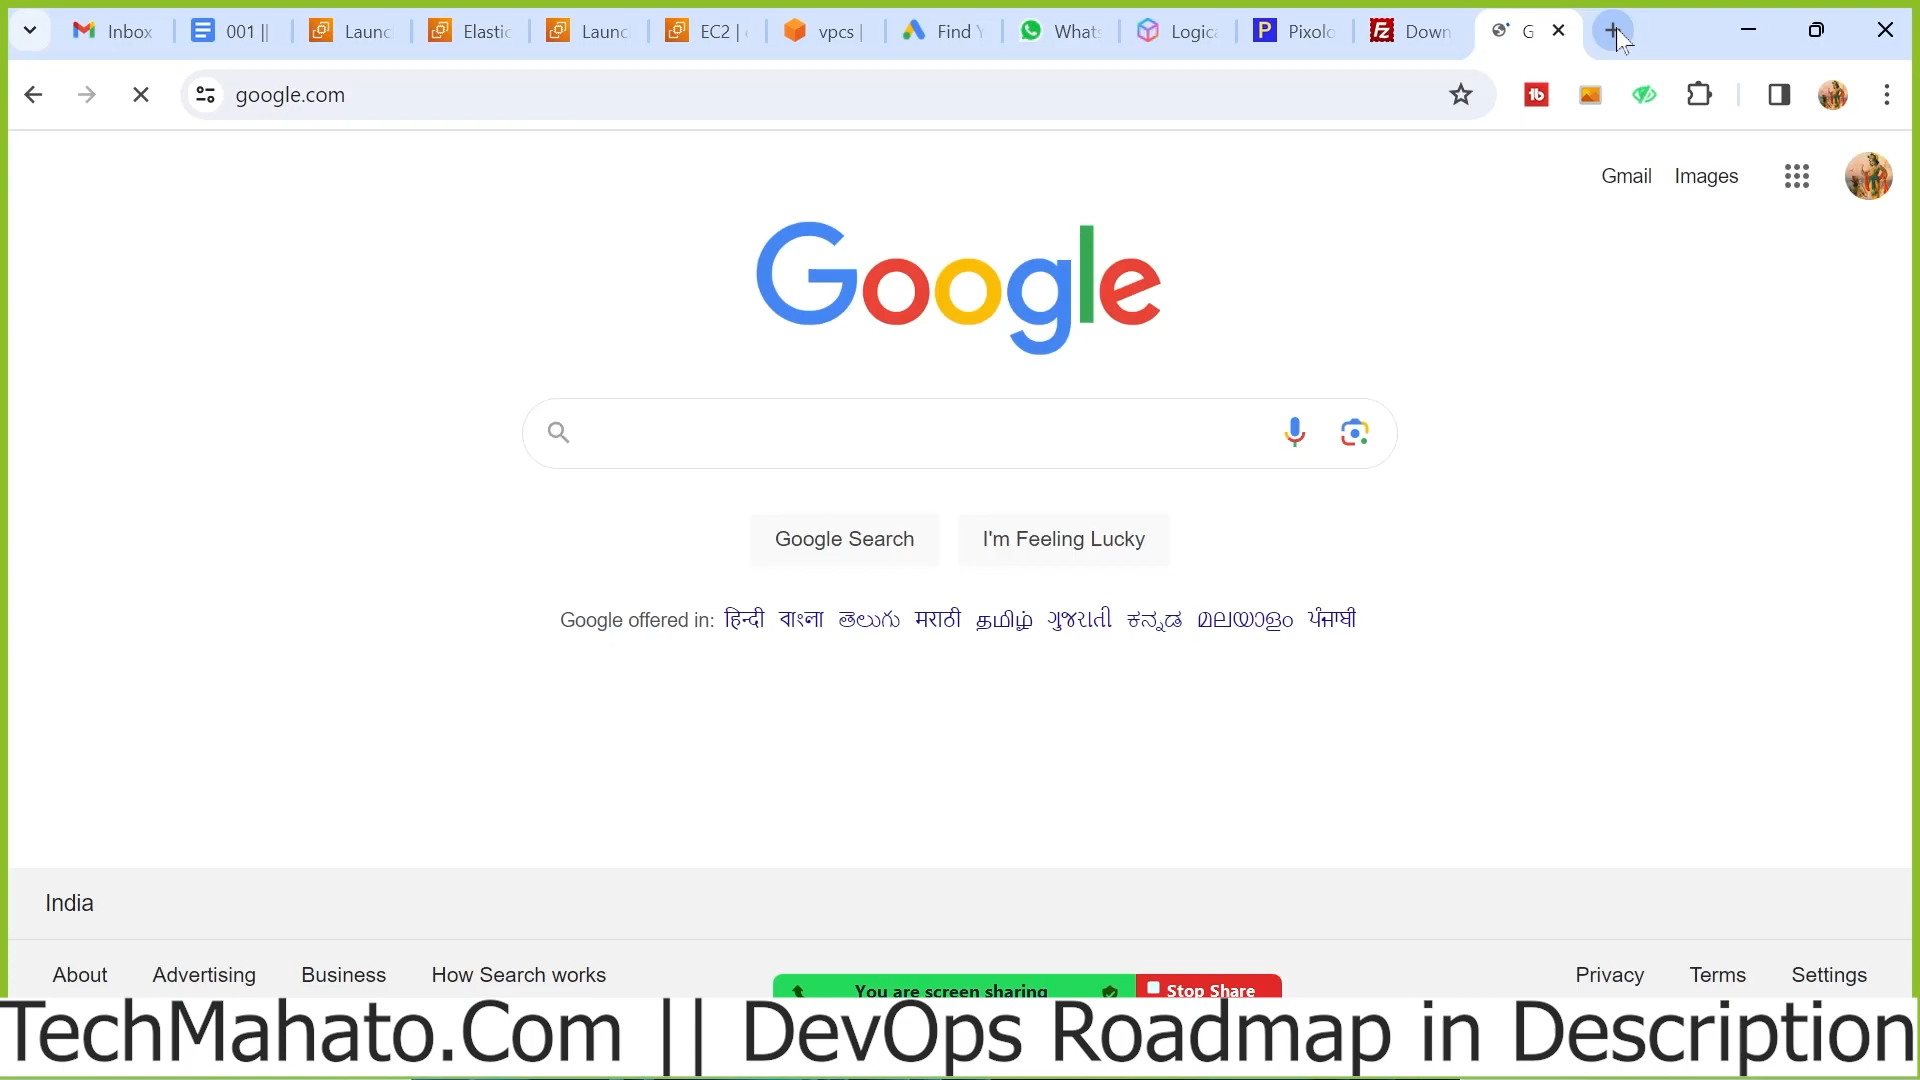 Inbox 001 || Launc Elastic Launc EC2 | vpcs | Find Y Whats Logica Pixolo Down G
google.com
Gmail Images
Google
Google Search I'm Feeling Lucky
Google offered in: हिन्दी বাংলা తెలుగు मराठी தமிழ் ગુજરાતી ಕನ್ನಡ മലയാളം ਪੰਜਾਬੀ
India
About Advertising Business How Search works Privacy Terms Settings
You are screen sharing Stop Share
TechMahato.Com || DevOps Roadmap in Description